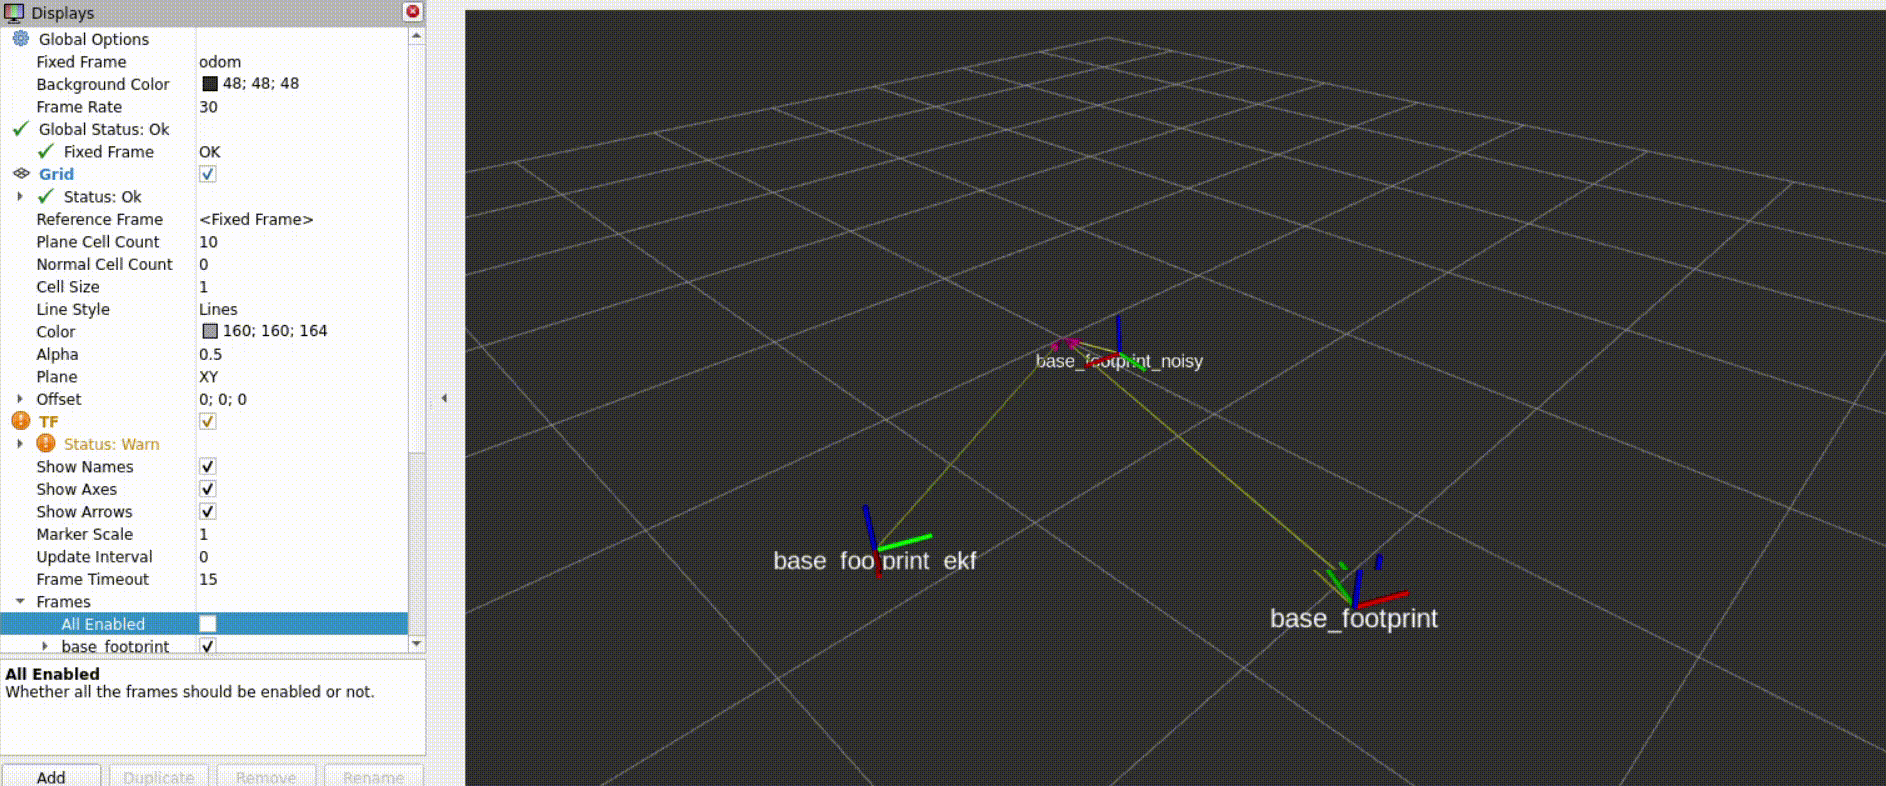 Displays
Global Options
Fixed Frame odom
Background Color 48; 48; 48
Frame Rate 30
Global Status: Ok
Fixed Frame OK
Grid
Status: Ok
Reference Frame <Fixed Frame>
Plane Cell Count 10
Normal Cell Count 0
Cell Size 1
Line Style Lines
Color 160; 160; 164
Alpha 0.5
Plane XY
Offset 0; 0; 0
TF
Status: Warn
Show Names
Show Axes
Show Arrows
Marker Scale 1
Update Interval 0
Frame Timeout 15
Frames
All Enabled
base_footprint
All Enabled
Whether all the frames should be enabled or not.
Add Duplicate Remove Rename
base_footprint_noisy
base_footprint_ekf
base_footprint